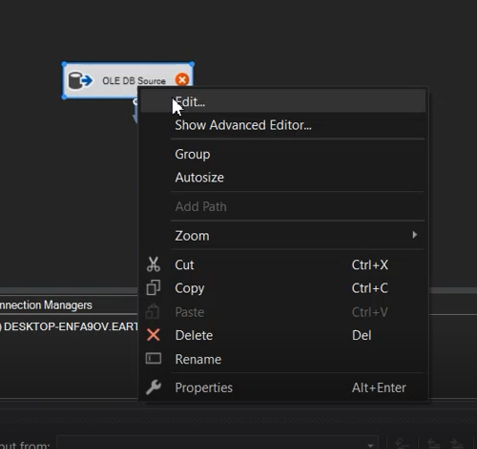 OLE DB Source
Edit...
Show Advanced Editor...
Group
Autosize
Add Path
Zoom
Cut Ctrl+X
Copy Ctrl+C
Paste Ctrl+V
Delete Del
Rename
Properties Alt+Enter
nnection Managers
DESKTOP-ENFA9OV.EART
out from: